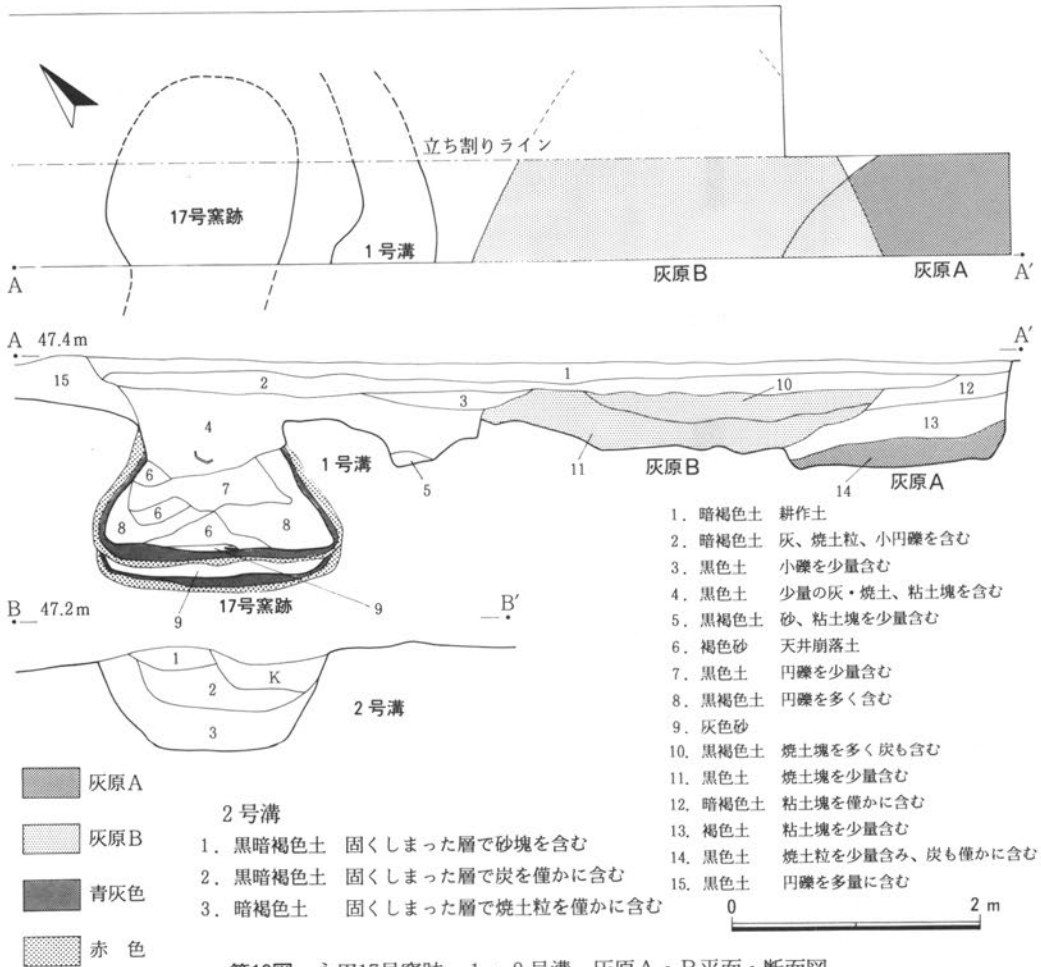 立ち割りライン
17号窯跡
1号溝
A
灰原B
灰原A
A′
A 47.4m
A′
15
2
1
10
12
3
13
4
1号溝
6
7
5
11
灰原B
14
灰原A
6
8
8
6
9
17号窯跡
9
B 47.2m
B′
1
K
2
3
2号溝
1. 暗褐色土 耕作土
2. 暗褐色土 灰、焼土粒、小円礫を含む
3. 黒色土 小礫を少量含む
4. 黒色土 少量の灰・焼土、粘土塊を含む
5. 黒褐色土 砂、粘土塊を少量含む
6. 褐色砂 天井崩落土
7. 黒色土 円礫を少量含む
8. 黒褐色土 円礫を多く含む
9. 灰色砂
10. 黒褐色土 焼土塊を多く炭も含む
11. 黒色土 焼土塊を少量含む
12. 暗褐色土 粘土塊を僅かに含む
13. 褐色土 粘土塊を少量含む
14. 黒色土 焼土粒を少量含み、炭も僅かに含む
15. 黒色土 円礫を多量に含む
0 2 m
灰原A
灰原B
青灰色
赤 色
2号溝
1. 黒暗褐色土 固くしまった層で砂塊を含む
2. 黒暗褐色土 固くしまった層で炭を僅かに含む
3. 暗褐色土 固くしまった層で焼土粒を僅かに含む
17号窯跡 灰原A・B平面・断面図